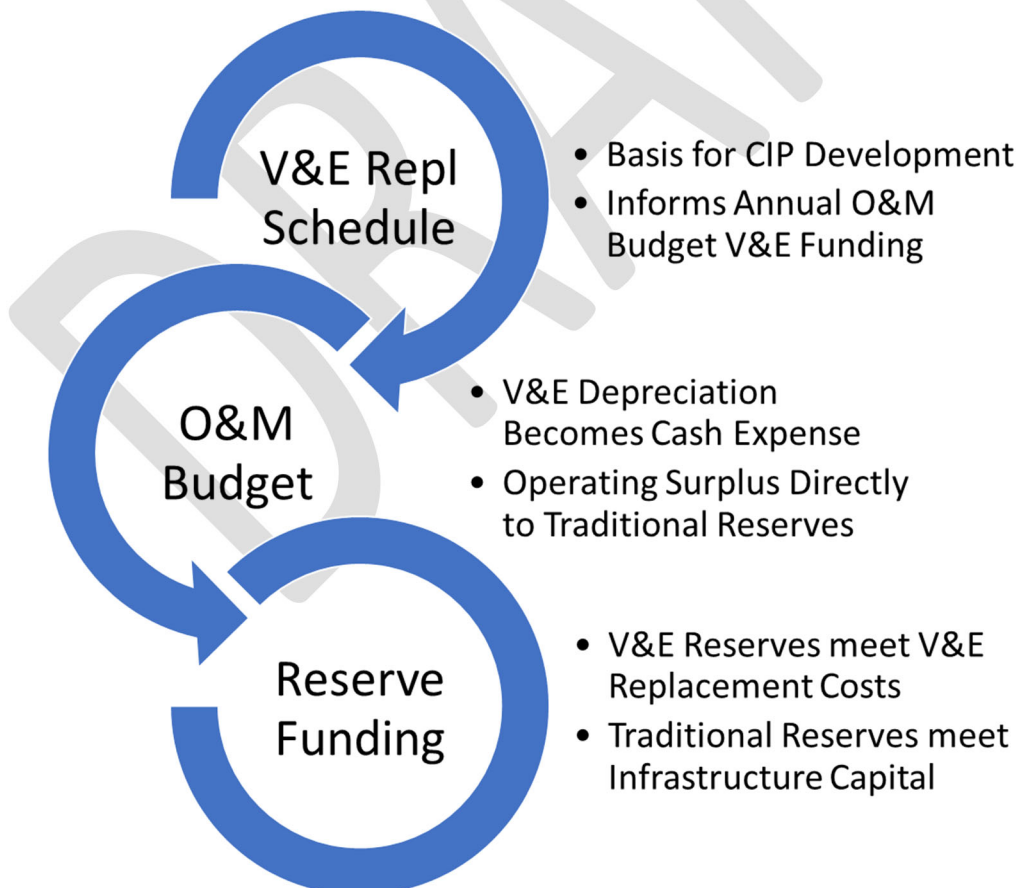 V&E Repl
Schedule
• Basis for CIP Development
• Informs Annual O&M
Budget V&E Funding
O&M
Budget
• V&E Depreciation
Becomes Cash Expense
• Operating Surplus Directly
to Traditional Reserves
Reserve
Funding
• V&E Reserves meet V&E
Replacement Costs
• Traditional Reserves meet
Infrastructure Capital
DRA